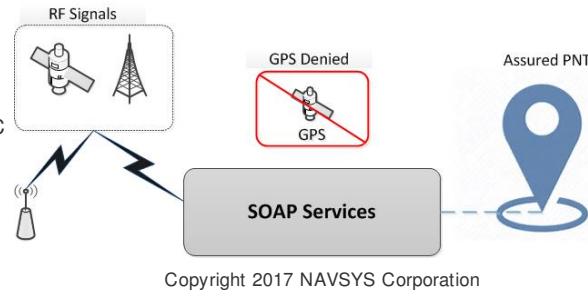 RF Signals
GPS Denied
Assured PNT
C
GPS
SOAP Services
Copyright 2017 NAVSYS Corporation